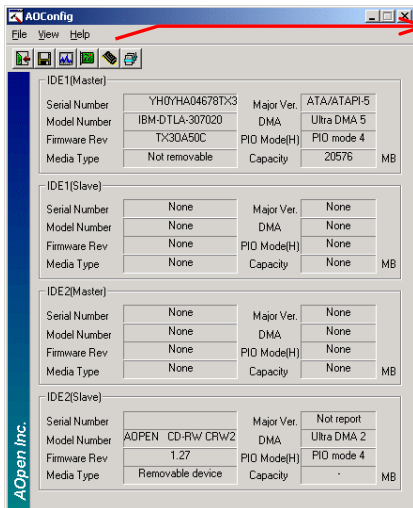 AOConfig
File View Help
IDE1(Master)
Serial Number YH0YHA04678TX3 Major Ver. ATA/ATAPI-5
Model Number IBM-DTLA-307020 DMA Ultra DMA 5
Firmware Rev TX3OA50C PIO Mode(H) PIO mode 4
Media Type Not removable Capacity 20576 MB
IDE1(Slave)
Serial Number None Major Ver. None
Model Number None DMA None
Firmware Rev None PIO Mode(H) None
Media Type None Capacity None MB
IDE2(Master)
Serial Number None Major Ver. None
Model Number None DMA None
Firmware Rev None PIO Mode(H) None
Media Type None Capacity None MB
IDE2(Slave)
Serial Number Major Ver. Not report
Model Number AOPEN CD-RW CRW2 DMA Ultra DMA 2
Firmware Rev 1.27 PIO Mode(H) PIO mode 4
Media Type Removable device Capacity - MB
AOpen Inc.